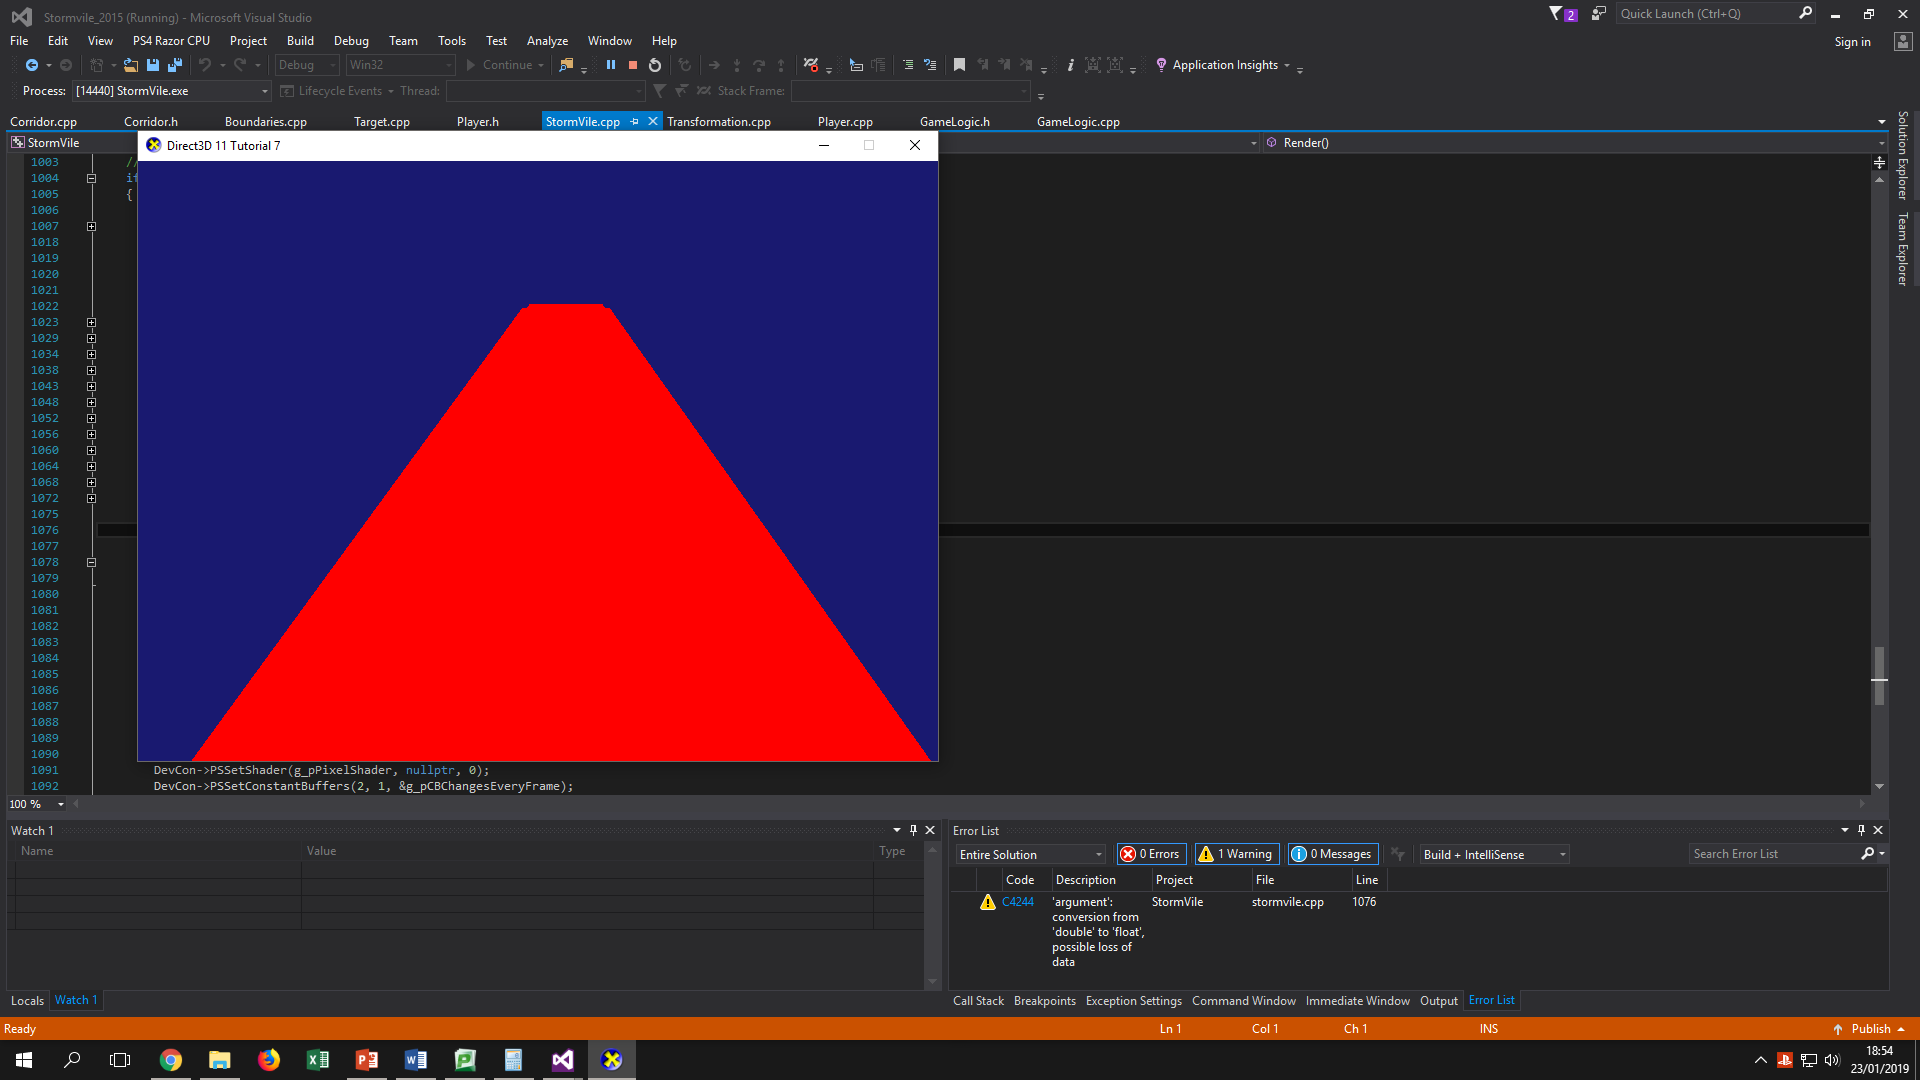 Stormvile_2015 (Running) - Microsoft Visual Studio
2
Quick Launch (Ctrl+Q)
File Edit View PS4 Razor CPU Project Build Debug Team Tools Test Analyze Window Help
Sign in
Debug Win32 Continue
Application Insights
Process: [14440] StormVile.exe Lifecycle Events Thread: Stack Frame:
Corridor.cpp Corridor.h Boundaries.cpp Target.cpp Player.h StormVile.cpp Transformation.cpp Player.cpp GameLogic.h GameLogic.cpp
StormVile
Render()
Direct3D 11 Tutorial 7
Solution Explorer
Team Explorer
1003 //
1004 if
1005 {
1006
1007
1018
1019
1020
1021
1022
1023
1029
1034
1038
1043
1048
1052
1056
1060
1064
1068
1072
1075
1076
1077
1078
1079
1080
1081
1082
1083
1084
1085
1086
1087
1088
1089
1090
1091 DevCon->PSSetShader(g_pPixelShader, nullptr, 0);
1092 DevCon->PSSetConstantBuffers(2, 1, &g_pCBChangesEveryFrame);
100 %
Watch 1
Name Value Type
Locals Watch 1
Error List
Entire Solution 0 Errors 1 Warning 0 Messages Build + IntelliSense Search Error List
Code Description Project File Line
C4244 'argument': StormVile stormvile.cpp 1076
conversion from
'double' to 'float',
possible loss of
data
Call Stack Breakpoints Exception Settings Command Window Immediate Window Output Error List
Ready Ln 1 Col 1 Ch 1 INS Publish
18:54
23/01/2019